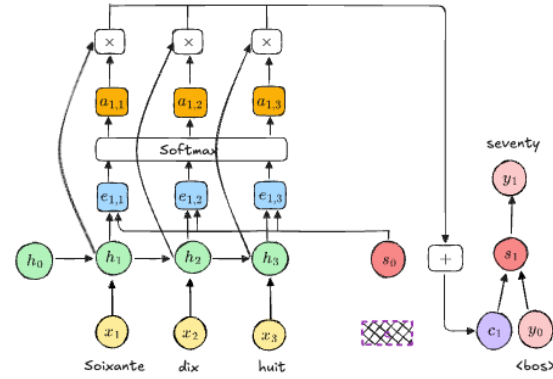 × × ×
a₁,₁ a₁,₂ a₁,₃
Softmax
seventy
e₁,₁ e₁,₂ e₁,₃ y₁
h₀ h₁ h₂ h₃ s₀ + s₁
x₁ x₂ x₃ c₁ y₀
Soixante dix huit <bos>